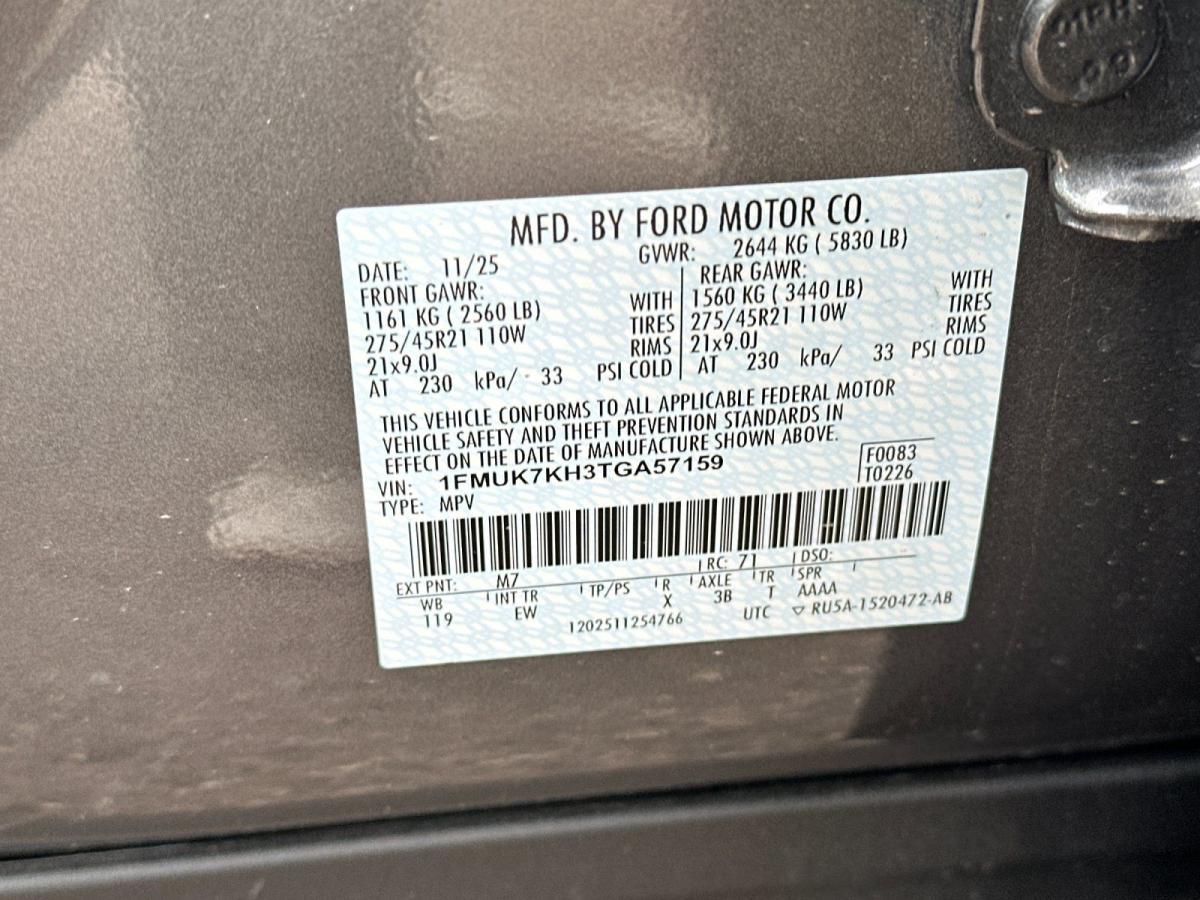 MFD. BY FORD MOTOR CO.
DATE: 11/25 GVWR: 2644 KG ( 5830 LB)
FRONT GAWR:
1161 KG ( 2560 LB) WITH
275/45R21 110W TIRES
21x9.0J RIMS
AT 230 kPa/ 33 PSI COLD
REAR GAWR:
1560 KG ( 3440 LB) WITH
275/45R21 110W TIRES
21x9.0J RIMS
AT 230 kPa/ 33 PSI COLD
THIS VEHICLE CONFORMS TO ALL APPLICABLE FEDERAL MOTOR
VEHICLE SAFETY AND THEFT PREVENTION STANDARDS IN
EFFECT ON THE DATE OF MANUFACTURE SHOWN ABOVE.
VIN: 1FMUK7KH3TGA57159 F0083
TYPE: MPV T0226
EXT PNT: M7 RC: 71 DSO:
WB INT TR TP/PS R AXLE TR SPR
119 EW X 3B T AAAA
1202511254766 UTC ▽ RU5A-1520472-AB